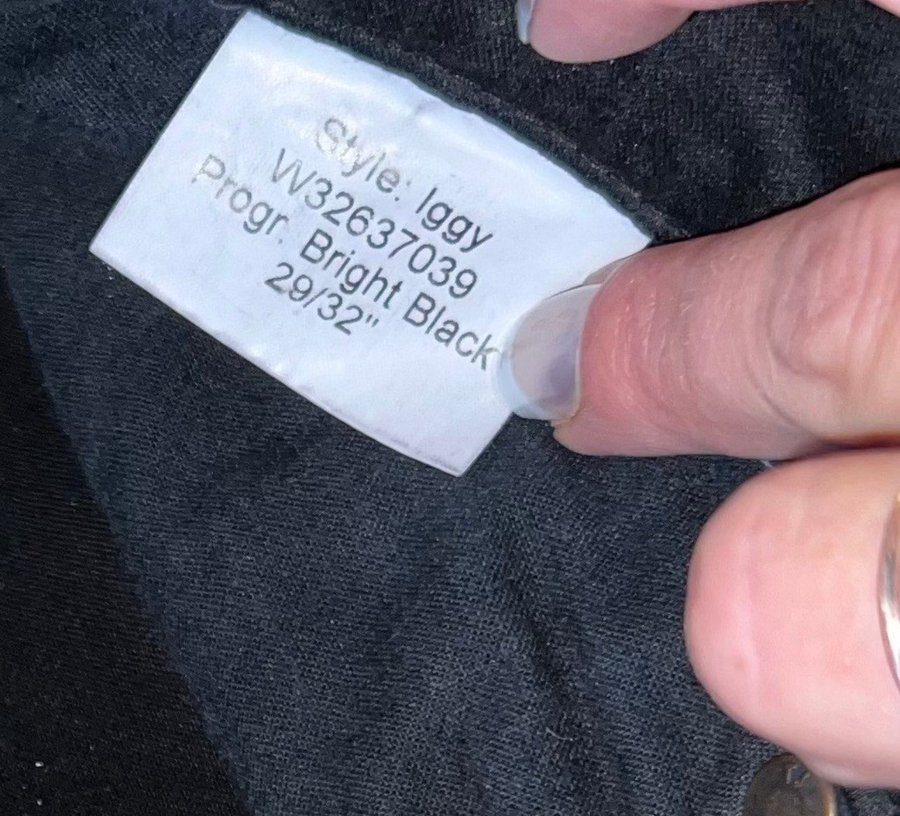 Style: Iggy
W32637039
Progr. Bright Black
29/32"